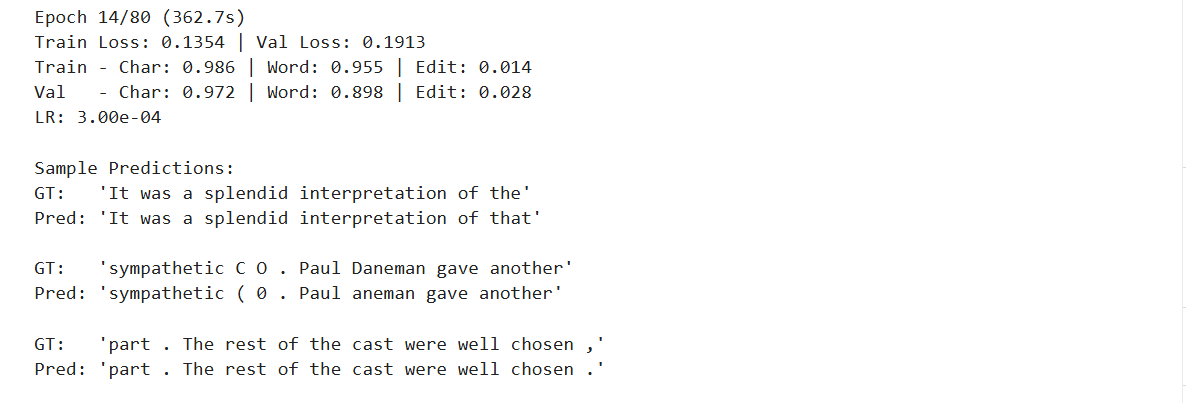 Epoch 14/80 (362.7s)
Train Loss: 0.1354 | Val Loss: 0.1913
Train - Char: 0.986 | Word: 0.955 | Edit: 0.014
Val   - Char: 0.972 | Word: 0.898 | Edit: 0.028
LR: 3.00e-04

Sample Predictions:
GT:   'It was a splendid interpretation of the'
Pred: 'It was a splendid interpretation of that'

GT:   'sympathetic C O . Paul Daneman gave another'
Pred: 'sympathetic ( 0 . Paul aneman gave another'

GT:   'part . The rest of the cast were well chosen ,'
Pred: 'part . The rest of the cast were well chosen .'